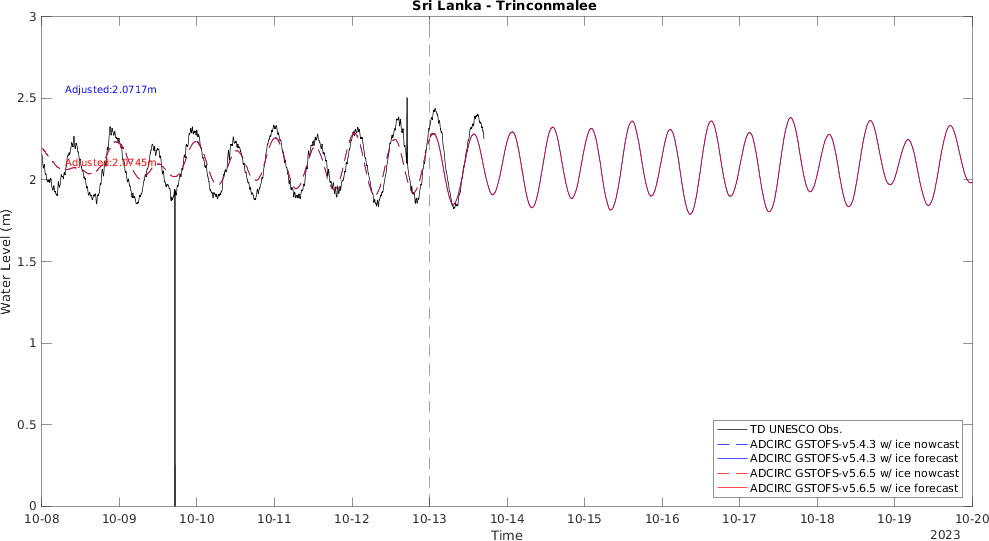 Sri Lanka - Trinconmalee
3
2.5
2
1.5
1
0.5
0
Water Level (m)
Adjusted:2.0717m
Adjusted:2.0745m
TD UNESCO Obs.
ADCIRC GSTOFS-v5.4.3 w/ ice nowcast
ADCIRC GSTOFS-v5.4.3 w/ ice forecast
ADCIRC GSTOFS-v5.6.5 w/ ice nowcast
ADCIRC GSTOFS-v5.6.5 w/ ice forecast
10-08 10-09 10-10 10-11 10-12 10-13 10-14 10-15 10-16 10-17 10-18 10-19 10-20
Time
2023